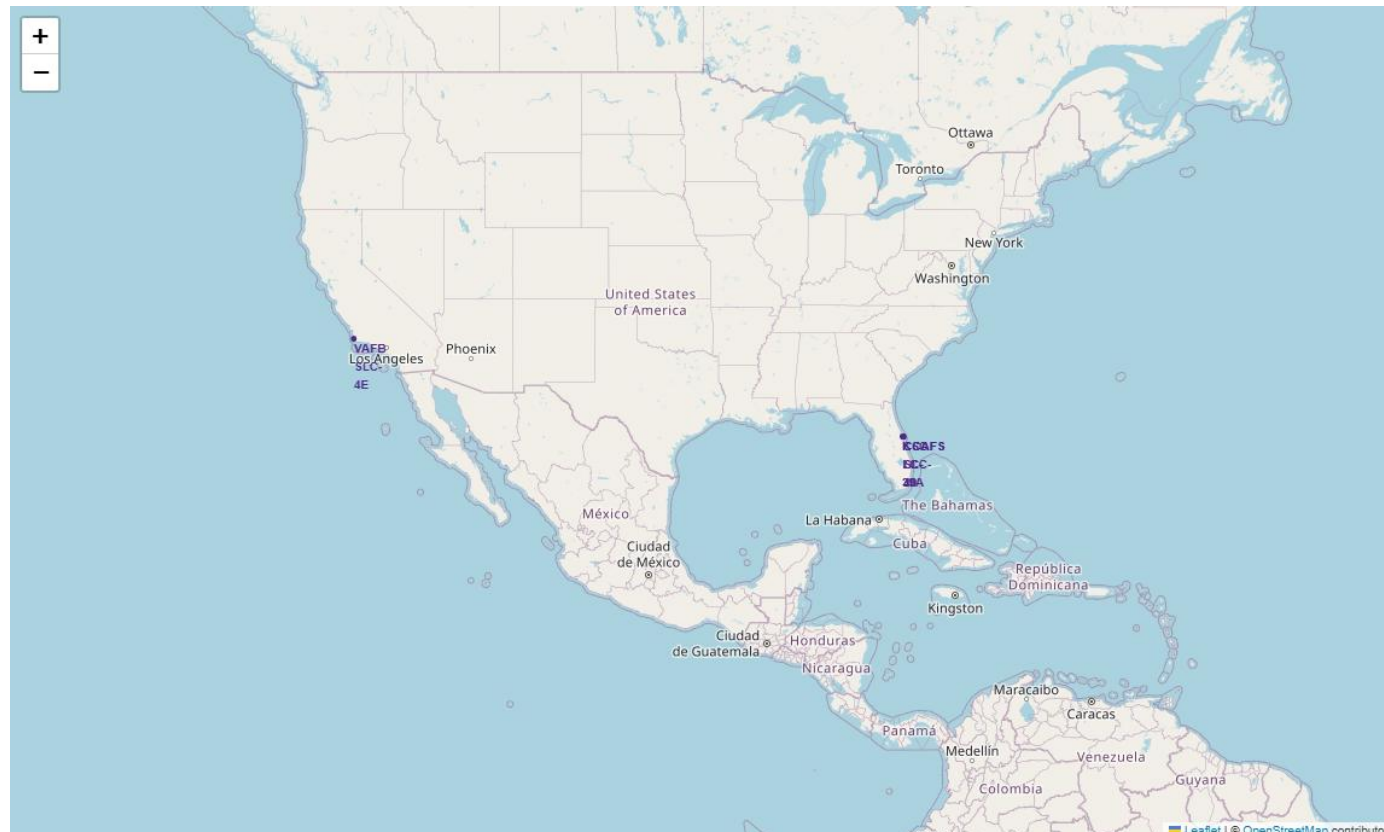 +
−
Ottawa
Toronto
New York
Washington
United States
of America
VAFB
Los Angeles
SLC-
4E
Phoenix
CCAFS
The Bahamas
La Habana
Cuba
México
Ciudad
de México
República
Dominicana
Kingston
Ciudad
de Guatemala
Honduras
Nicaragua
Maracaibo
Caracas
Panamá
Medellín
Venezuela
Colombia
Guyana
Leaflet | © OpenStreetMap contributo